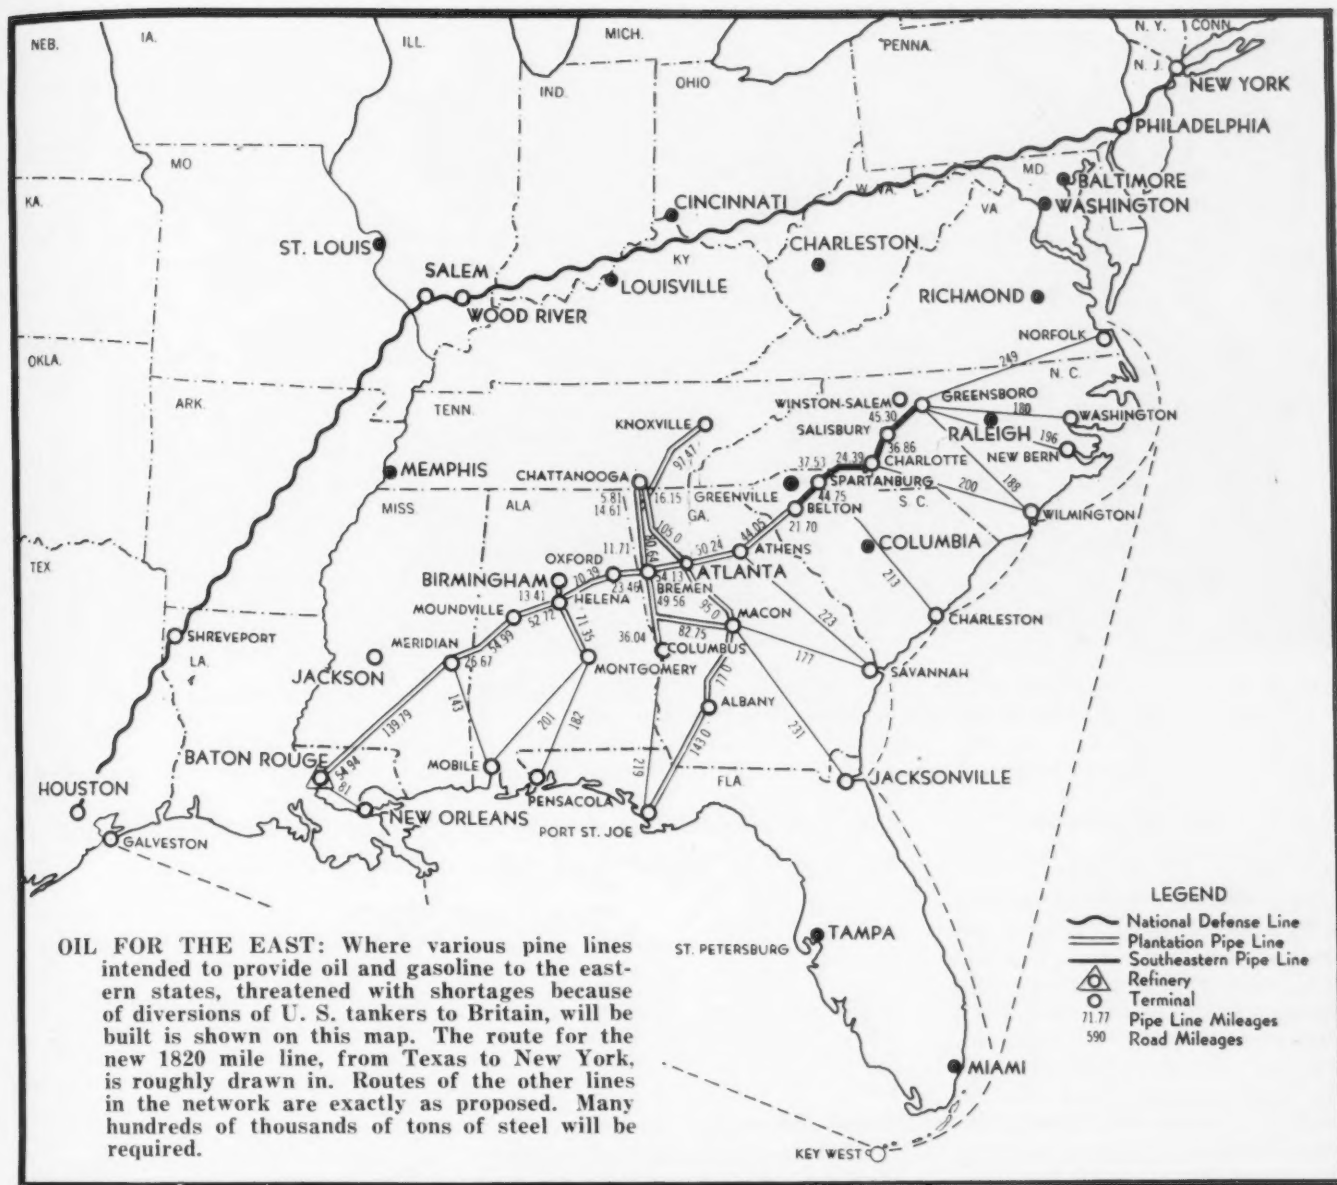 NEB.
IA.
ILL.
MICH.
PENNA.
N. Y.
CONN.
IND.
OHIO
N. J.
NEW YORK
PHILADELPHIA
MO
MD.
BALTIMORE
KA.
W. VA.
VA
WASHINGTON
CINCINNATI
ST. LOUIS
CHARLESTON
KY
SALEM
LOUISVILLE
WOOD RIVER
RICHMOND
NORFOLK
OKLA.
249
N. C.
ARK.
TENN.
WINSTON-SALEM
GREENSBORO
45.30
180
WASHINGTON
KNOXVILLE
SALISBURY
RALEIGH
196
36.86
NEW BERN
97.47
37.53
24.39
CHARLOTTE
MEMPHIS
CHATTANOOGA
SPARTANBURG
200
188
5.81
16.15
GREENVILLE
44.75
S. C.
MISS.
ALA
14.61
GA.
BELTON
WILMINGTON
21.70
105.0
80.64
44.05
11.71
50.24
ATHENS
COLUMBIA
TEX
OXFORD
ATLANTA
BIRMINGHAM
70.39
23.46
54.13
BREMEN
213
13.41
HELENA
49 56
95.0
MOUNDVILLE
52.72
MACON
CHARLESTON
SHREVEPORT
71.35
36.04
82.75
223
MERIDIAN
54.99
COLUMBUS
LA.
26.67
MONTGOMERY
177
SAVANNAH
JACKSON
77.0
143
ALBANY
139.79
201
182
231
143.0
BATON ROUGE
54.94
MOBILE
219
FLA.
JACKSONVILLE
81
HOUSTON
PENSACOLA
NEW ORLEANS
PORT ST. JOE
GALVESTON
LEGEND
National Defense Line
Plantation Pipe Line
Southeastern Pipe Line
Refinery
Terminal
71.77 Pipe Line Mileages
590 Road Mileages
TAMPA
ST. PETERSBURG
MIAMI
KEY WEST
OIL FOR THE EAST: Where various pine lines
intended to provide oil and gasoline to the east-
ern states, threatened with shortages because
of diversions of U. S. tankers to Britain, will be
built is shown on this map. The route for the
new 1820 mile line, from Texas to New York,
is roughly drawn in. Routes of the other lines
in the network are exactly as proposed. Many
hundreds of thousands of tons of steel will be
required.